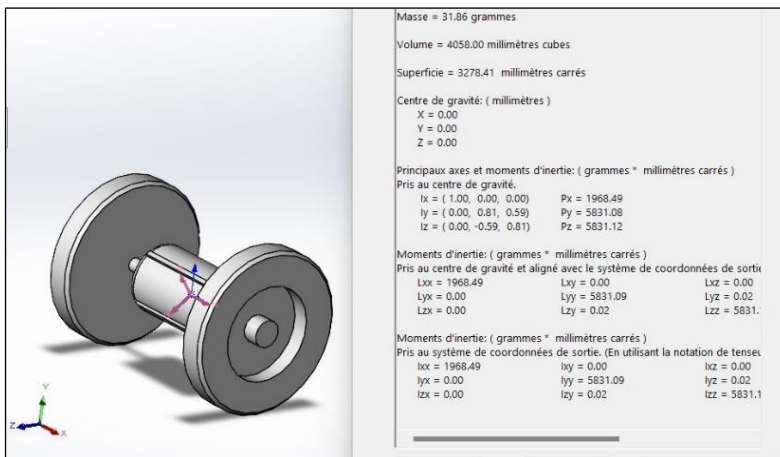 Masse = 31.86 grammes
Volume = 4058.00 millimètres cubes
Superficie = 3278.41 millimètres carrés
Centre de gravité: ( millimètres )
X = 0.00
Y = 0.00
Z = 0.00
Principaux axes et moments d'inertie: ( grammes * millimètres carrés )
Pris au centre de gravité.
Ix = ( 1.00, 0.00, 0.00) Px = 1968.49
Iy = ( 0.00, 0.81, 0.59) Py = 5831.08
Iz = ( 0.00, -0.59, 0.81) Pz = 5831.12
Moments d'inertie: ( grammes * millimètres carrés )
Pris au centre de gravité et aligné avec le système de coordonnées de sortie
Lxx = 1968.49 Lxy = 0.00 Lxz = 0.00
Lyx = 0.00 Lyy = 5831.09 Lyz = 0.02
Lzx = 0.00 Lzy = 0.02 Lzz = 5831.
Moments d'inertie: ( grammes * millimètres carrés )
Pris au système de coordonnées de sortie. (En utilisant la notation de
Ixx = 1968.49 Ixy = 0.00 Ixz = 0.00
Iyx = 0.00 Iyy = 5831.09 Iyz = 0.02
Izx = 0.00 Izy = 0.02 Izz = 5831.1
Y
Z
X